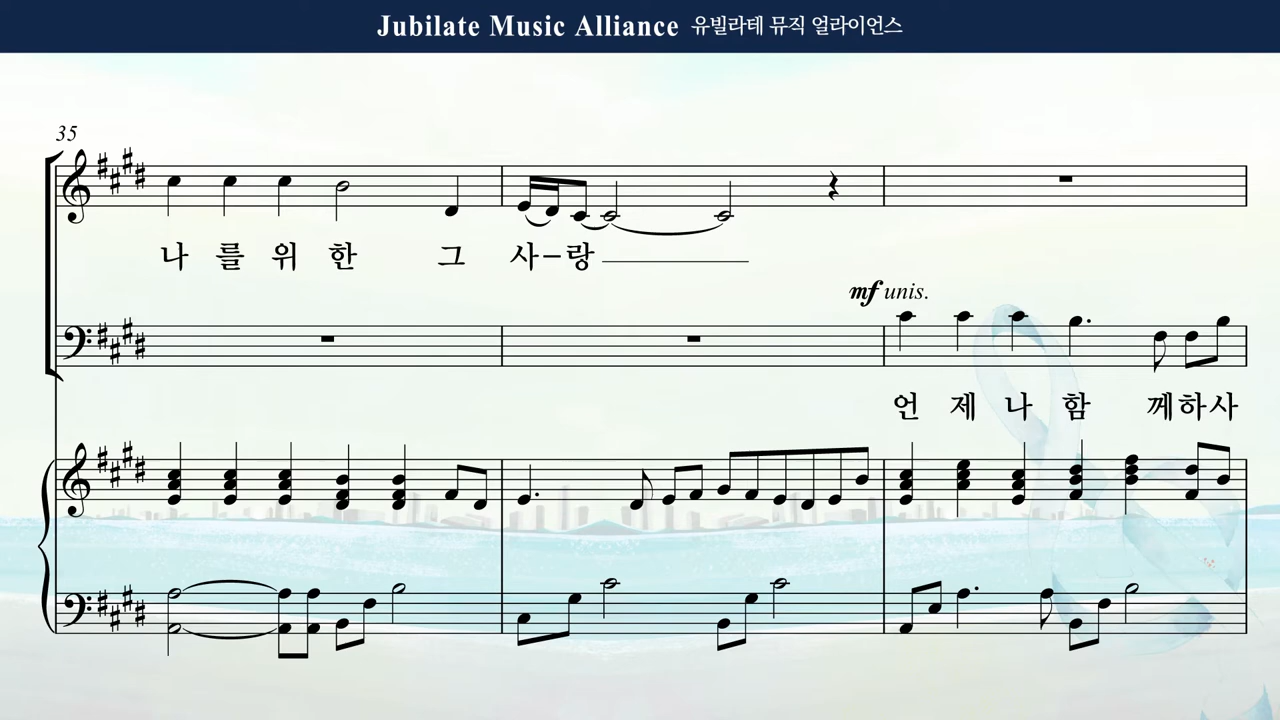 Jubilate Music Alliance 유빌라테 뮤직 얼라이언스
35
나 를 위 한 그 사-랑
mf unis.
언 제 나 함 께하사